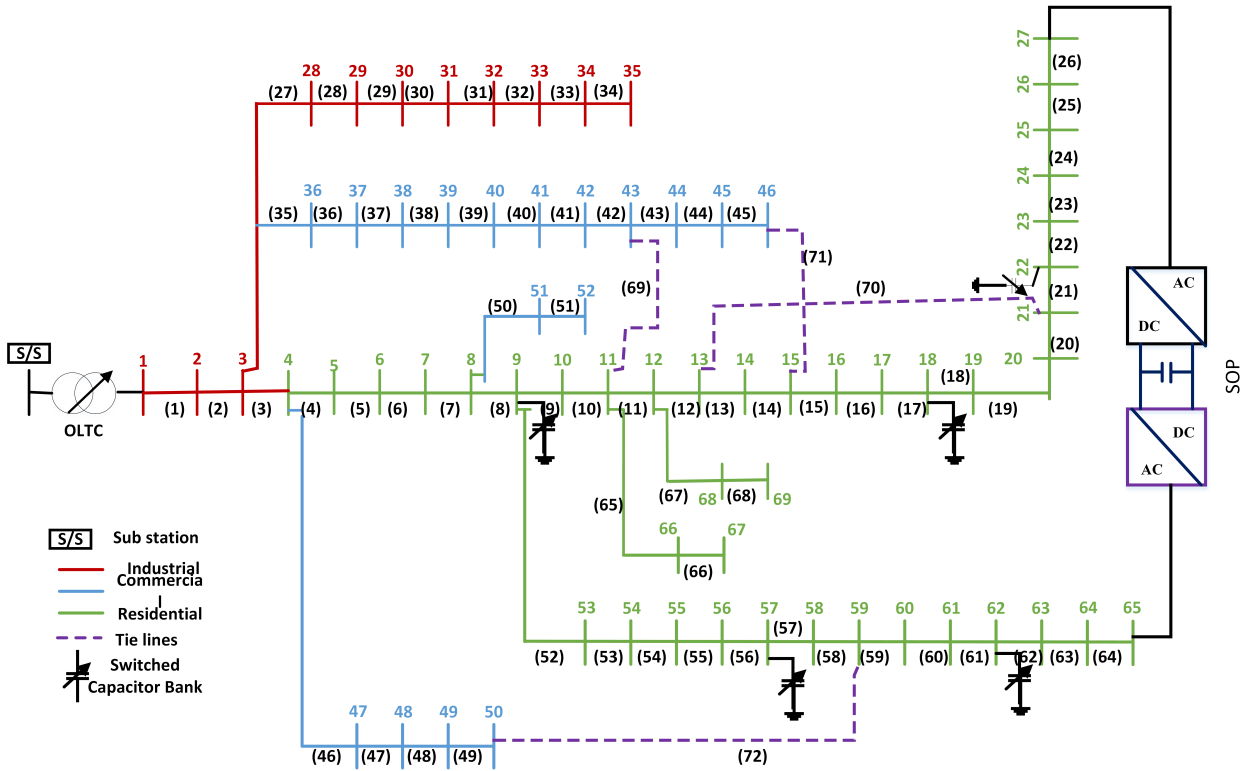 27
(26)
28 29 30 31 32 33 34 35
26
(27) (28) (29) (30) (31) (32) (33) (34)
(25)
25
(24)
24
36 37 38 39 40 41 42 43 44 45 46
(23)
23
(35) (36) (37) (38) (39) (40) (41) (42) (43) (44) (45)
(22)
(71)
22
(69)
(70)
(21)
21
AC
DC
51 52
(50) (51)
S/S
OLTC
1 2 3 4 5 6 7 8 9 10 11 12 13 14 15 16 17 18 19 20
(20)
(18)
(1) (2) (3) (4) (5) (6) (7) (8) (9) (10) (11) (12) (13) (14) (15) (16) (17) (19)
SOP
DC
AC
(67) (68)
68 69
(65)
66 67
(66)
S/S Sub station
Industrial
Commercia
l
Residential
Tie lines
Switched
Capacitor Bank
53 54 55 56 57 58 59 60 61 62 63 64 65
(57)
(52) (53) (54) (55) (56) (58) (59) (60) (61) (62) (63) (64)
47 48 49 50
(46) (47) (48) (49)
(72)